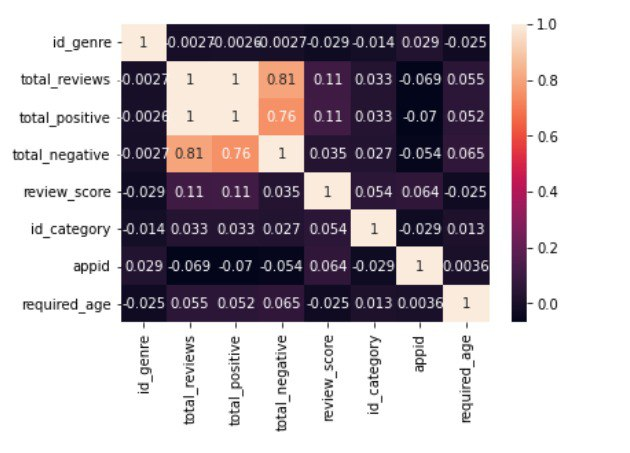 id_genre 1 -0.0027 -0.0026 -0.0027 -0.029 -0.014 0.029 -0.025
total_reviews -0.0027 1 1 0.81 0.11 0.033 -0.069 0.055
total_positive -0.0026 1 1 0.76 0.11 0.033 -0.07 0.052
total_negative -0.0027 0.81 0.76 1 0.035 0.027 -0.054 0.065
review_score -0.029 0.11 0.11 0.035 1 0.054 0.064 -0.025
id_category -0.014 0.033 0.033 0.027 0.054 1 -0.029 0.013
appid 0.029 -0.069 -0.07 -0.054 0.064 -0.029 1 0.0036
required_age -0.025 0.055 0.052 0.065 -0.025 0.013 0.0036 1
id_genre
total_reviews
total_positive
total_negative
review_score
id_category
appid
required_age
1.0
0.8
0.6
0.4
0.2
0.0